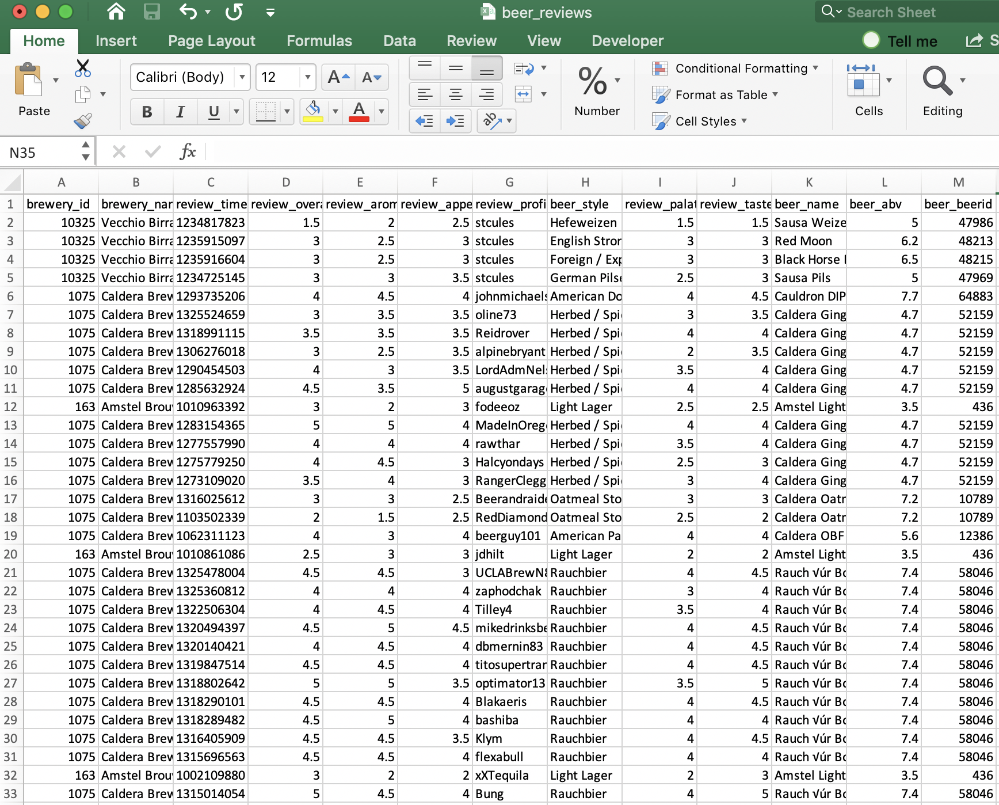 beer_reviews
Search Sheet
Home Insert Page Layout Formulas Data Review View Developer Tell me S
Paste
Calibri (Body) 12 A A
B I U A
ab
%
Number
Conditional Formatting
Format as Table
Cell Styles
Cells
Editing
N35 fx
A B C D E F G H I J K L M
1 brewery_id brewery_nar review_time review_overa review_arom review_appe review_profi beer_style review_palat review_taste beer_name beer_abv beer_beerid
2 10325 Vecchio Birra 1234817823 1.5 2 2.5 stcules Hefeweizen 1.5 1.5 Sausa Weize 5 47986
3 10325 Vecchio Birra 1235915097 3 2.5 3 stcules English Stror 3 3 Red Moon 6.2 48213
4 10325 Vecchio Birra 1235916604 3 2.5 3 stcules Foreign / Exp 3 3 Black Horse 6.5 48215
5 10325 Vecchio Birra 1234725145 3 3 3.5 stcules German Pilse 2.5 3 Sausa Pils 5 47969
6 1075 Caldera Brew 1293735206 4 4.5 4 johnmichaels American Do 4 4.5 Cauldron DIP 7.7 64883
7 1075 Caldera Brew 1325524659 3 3.5 3.5 oline73 Herbed / Spi 3 3.5 Caldera Ging 4.7 52159
8 1075 Caldera Brew 1318991115 3.5 3.5 3.5 Reidrover Herbed / Spi 4 4 Caldera Ging 4.7 52159
9 1075 Caldera Brew 1306276018 3 2.5 3.5 alpinebryant Herbed / Spi 2 3.5 Caldera Ging 4.7 52159
10 1075 Caldera Brew 1290454503 4 3 3.5 LordAdmNel Herbed / Spi 3.5 4 Caldera Ging 4.7 52159
11 1075 Caldera Brew 1285632924 4.5 3.5 5 augustgarag Herbed / Spi 4 4 Caldera Ging 4.7 52159
12 163 Amstel Brou 1010963392 3 2 3 fodeeoz Light Lager 2.5 2.5 Amstel Light 3.5 436
13 1075 Caldera Brew 1283154365 5 5 4 MadeInOreg Herbed / Spi 4 4 Caldera Ging 4.7 52159
14 1075 Caldera Brew 1277557990 4 4 4 rawthar Herbed / Spi 3.5 4 Caldera Ging 4.7 52159
15 1075 Caldera Brew 1275779250 4 4.5 3 Halcyondays Herbed / Spi 2.5 3 Caldera Ging 4.7 52159
16 1075 Caldera Brew 1273109020 3.5 4 3 RangerClegg Herbed / Spi 3 4 Caldera Ging 4.7 52159
17 1075 Caldera Brew 1316025612 3 3 2.5 Beerandraide Oatmeal Sto 3 3 Caldera Oatr 7.2 10789
18 1075 Caldera Brew 1103502339 2 1.5 2.5 RedDiamond Oatmeal Sto 2.5 2 Caldera Oatr 7.2 10789
19 1075 Caldera Brew 1062311123 4 3 4 beerguy101 American Pa 4 4 Caldera OBF 5.6 12386
20 163 Amstel Brou 1010861086 2.5 3 3 jdhilt Light Lager 2 2 Amstel Light 3.5 436
21 1075 Caldera Brew 1325478004 4.5 4.5 3 UCLABrewN8 Rauchbier 4 4.5 Rauch √úr Bo 7.4 58046
22 1075 Caldera Brew 1325360812 4 4 4 zaphodchak Rauchbier 3 4 Rauch √úr Bo 7.4 58046
23 1075 Caldera Brew 1322506304 4 4.5 4 Tilley4 Rauchbier 3.5 4 Rauch √úr Bo 7.4 58046
24 1075 Caldera Brew 1320494397 4.5 5 4.5 mikedrinksbe Rauchbier 4 4.5 Rauch √úr Bo 7.4 58046
25 1075 Caldera Brew 1320140421 4 4.5 4 dbmernin83 Rauchbier 4 4.5 Rauch √úr Bo 7.4 58046
26 1075 Caldera Brew 1319847514 4.5 4.5 4 titosupertrar Rauchbier 4 4.5 Rauch √úr Bo 7.4 58046
27 1075 Caldera Brew 1318802642 5 5 3.5 optimator13 Rauchbier 3.5 5 Rauch √úr Bo 7.4 58046
28 1075 Caldera Brew 1318290101 4.5 4.5 4 Blakaeris Rauchbier 4 4.5 Rauch √úr Bo 7.4 58046
29 1075 Caldera Brew 1318289482 4.5 5 4 bashiba Rauchbier 4 4 Rauch √úr Bo 7.4 58046
30 1075 Caldera Brew 1316405909 4.5 4.5 3.5 Klym Rauchbier 4 4.5 Rauch √úr Bo 7.4 58046
31 1075 Caldera Brew 1315696563 4.5 4.5 4 flexabull Rauchbier 4 4 Rauch √úr Bo 7.4 58046
32 163 Amstel Brou 1002109880 3 2 2 xXTequila Light Lager 2 3 Amstel Light 3.5 436
33 1075 Caldera Brew 1315014054 5 4.5 4 Bung Rauchbier 4 5 Rauch √úr Bo 7.4 58046